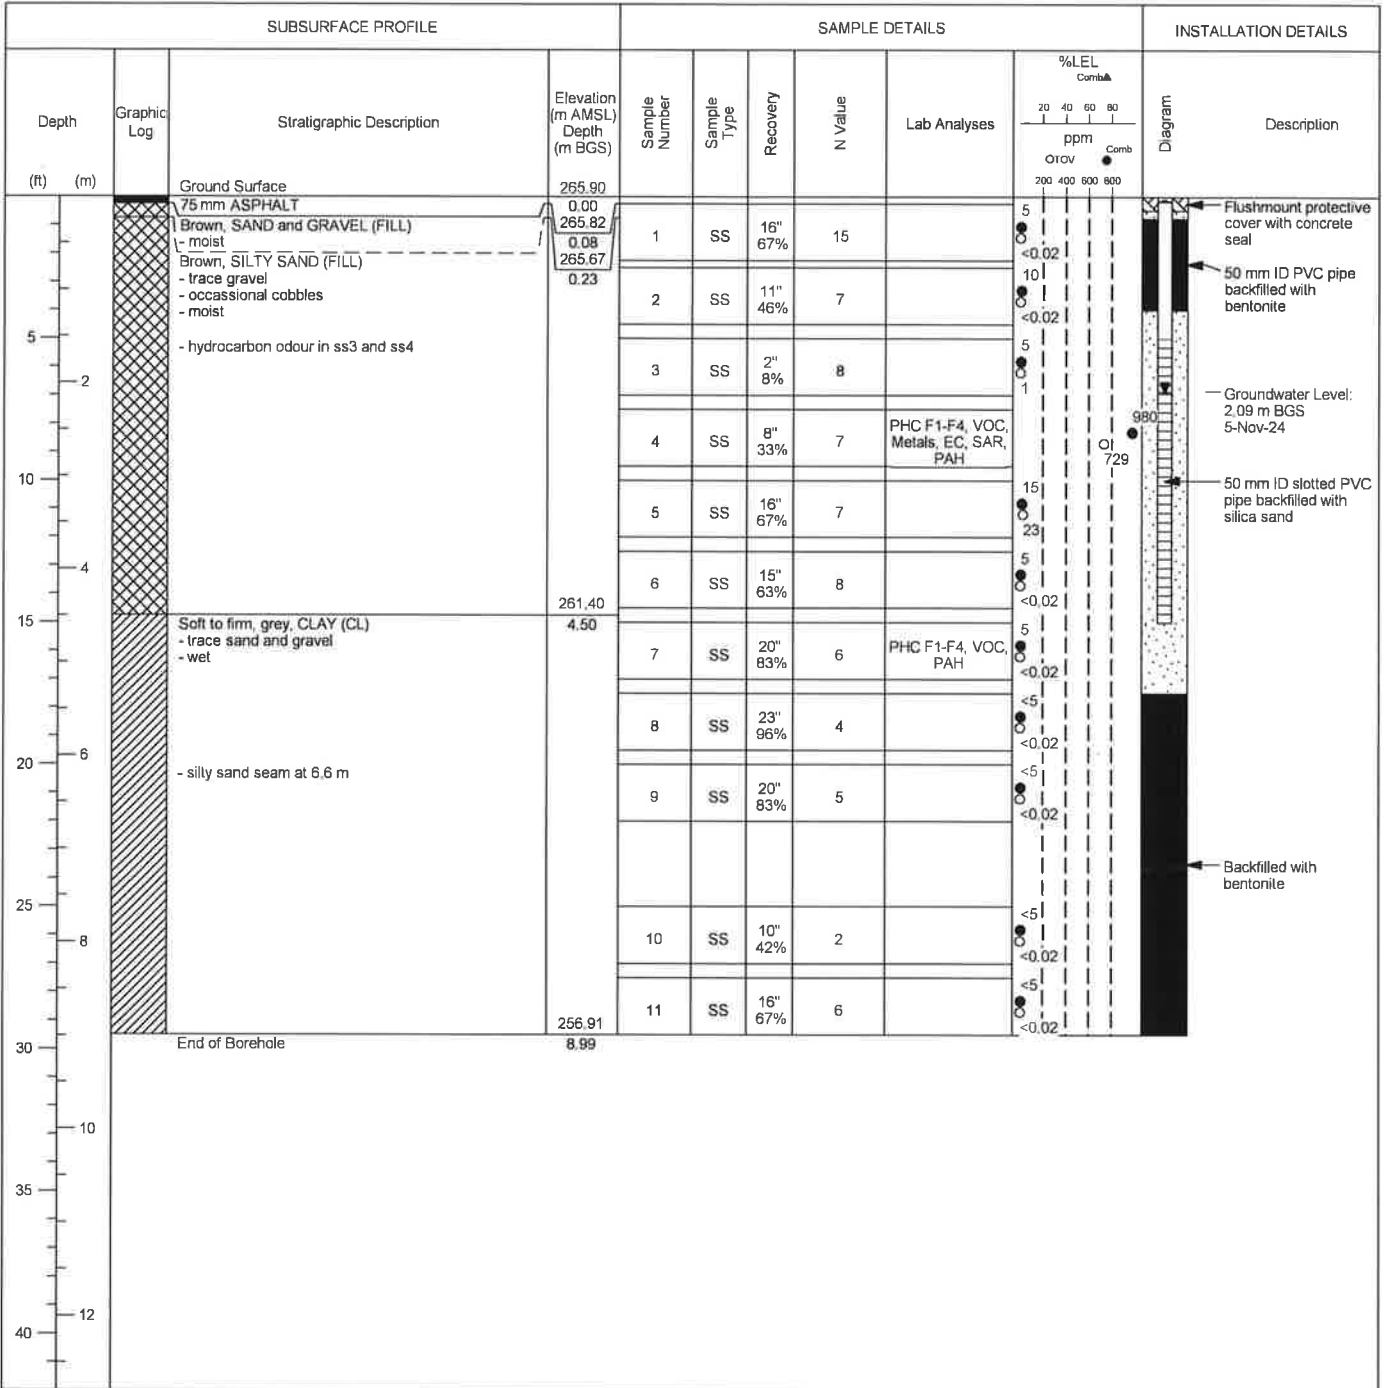 SUBSURFACE PROFILE
SAMPLE DETAILS
INSTALLATION DETAILS
Depth
(ft) (m)
Graphic
Log
Stratigraphic Description
Elevation
(m AMSL)
Depth
(m BGS)
Sample
Number
Sample
Type
Recovery
N Value
Lab Analyses
%LEL
Comb▲
20 40 60 80
ppm
Comb
OTOV ●
200 400 600 800
Diagram
Description
Ground Surface 265.90
75 mm ASPHALT 0.00
265.82
Brown, SAND and GRAVEL (FILL)
- moist 0.08
265.67
Brown, SILTY SAND (FILL)
- trace gravel 0.23
- occassional cobbles
- moist
- hydrocarbon odour in ss3 and ss4
261.40
Soft to firm, grey, CLAY (CL) 4.50
- trace sand and gravel
- wet
- silly sand seam at 6.6 m
256.91
End of Borehole 8.99
5
10
15
20
25
30
35
40
2
4
6
8
10
12
1 SS 16" 67% 15
5
<0.02
2 SS 11" 46% 7
10
<0.02
3 SS 2" 8% 8
5
1
4 SS 8" 33% 7
PHC F1-F4, VOC,
Metals, EC, SAR,
PAH
980
729
5 SS 16" 67% 7
15
23
6 SS 15" 63% 8
5
<0.02
7 SS 20" 83% 6
PHC F1-F4, VOC,
PAH
5
<0.02
8 SS 23" 96% 4
<5
<0.02
9 SS 20" 83% 5
<5
<0.02
10 SS 10" 42% 2
<5
<0.02
11 SS 16" 67% 6
<5
<0.02
Flushmount protective
cover with concrete
seal
50 mm ID PVC pipe
backfilled with
bentonite
Groundwater Level:
2.09 m BGS
5-Nov-24
50 mm ID slotted PVC
pipe backfilled with
silica sand
Backfilled with
bentonite